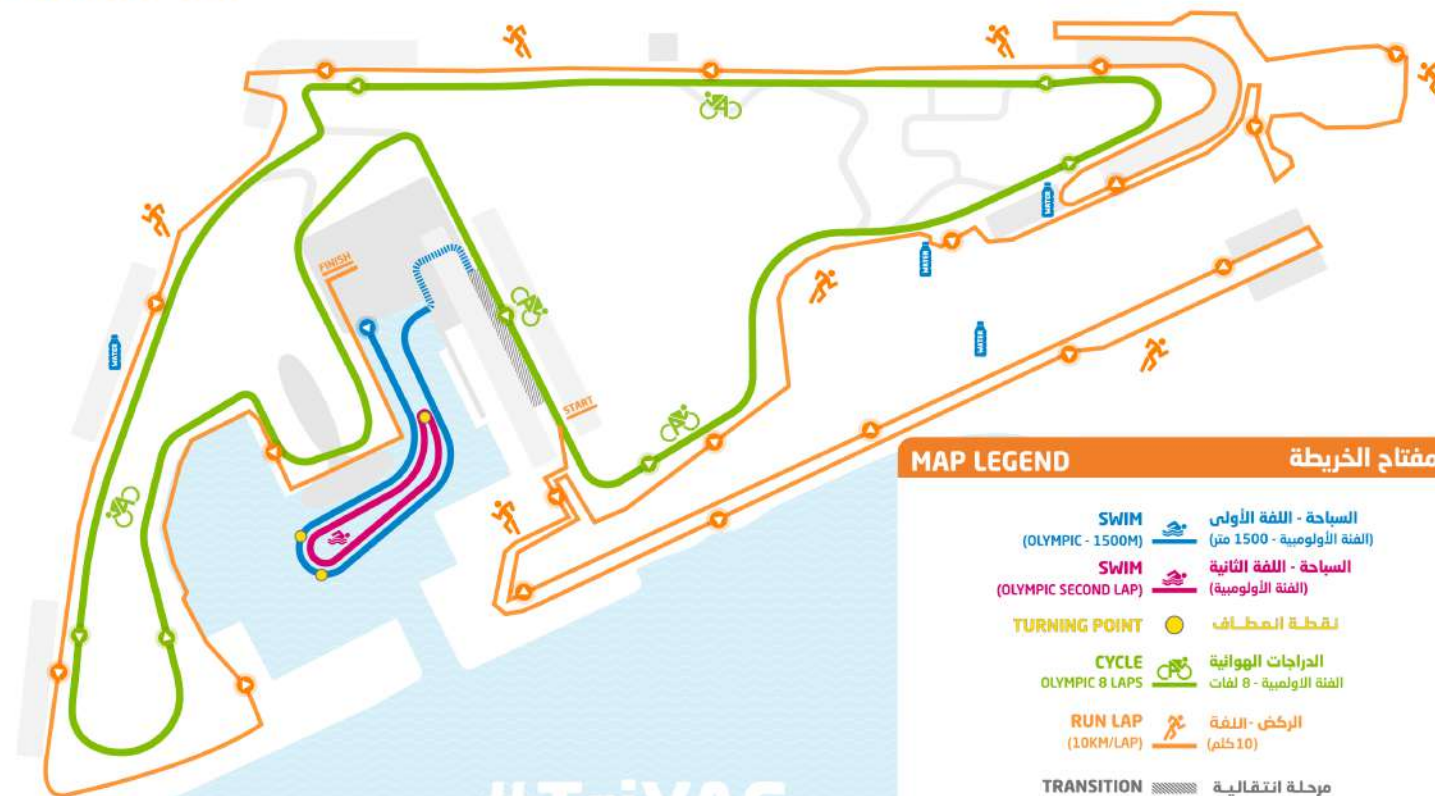 FINISH
WATER
WATER
WATER
START
WATER
MAP LEGEND
مفتاح الخريطة
SWIM
(OLYMPIC - 1500M)
السباحة - اللفة الأولى
(الفئة الأولومبية - 1500 متر)
SWIM
(OLYMPIC SECOND LAP)
السباحة - اللفة الثانية
(الفئة الأولومبية)
TURNING POINT
نقطة المطاف
CYCLE
OLYMPIC 8 LAPS
الدراجات الهوائية
الفئة الاولمبية - 8 لفات
RUN LAP
(10KM/LAP)
الركض -اللفة
(10كلم)
TRANSITION
مرحلة انتقالية